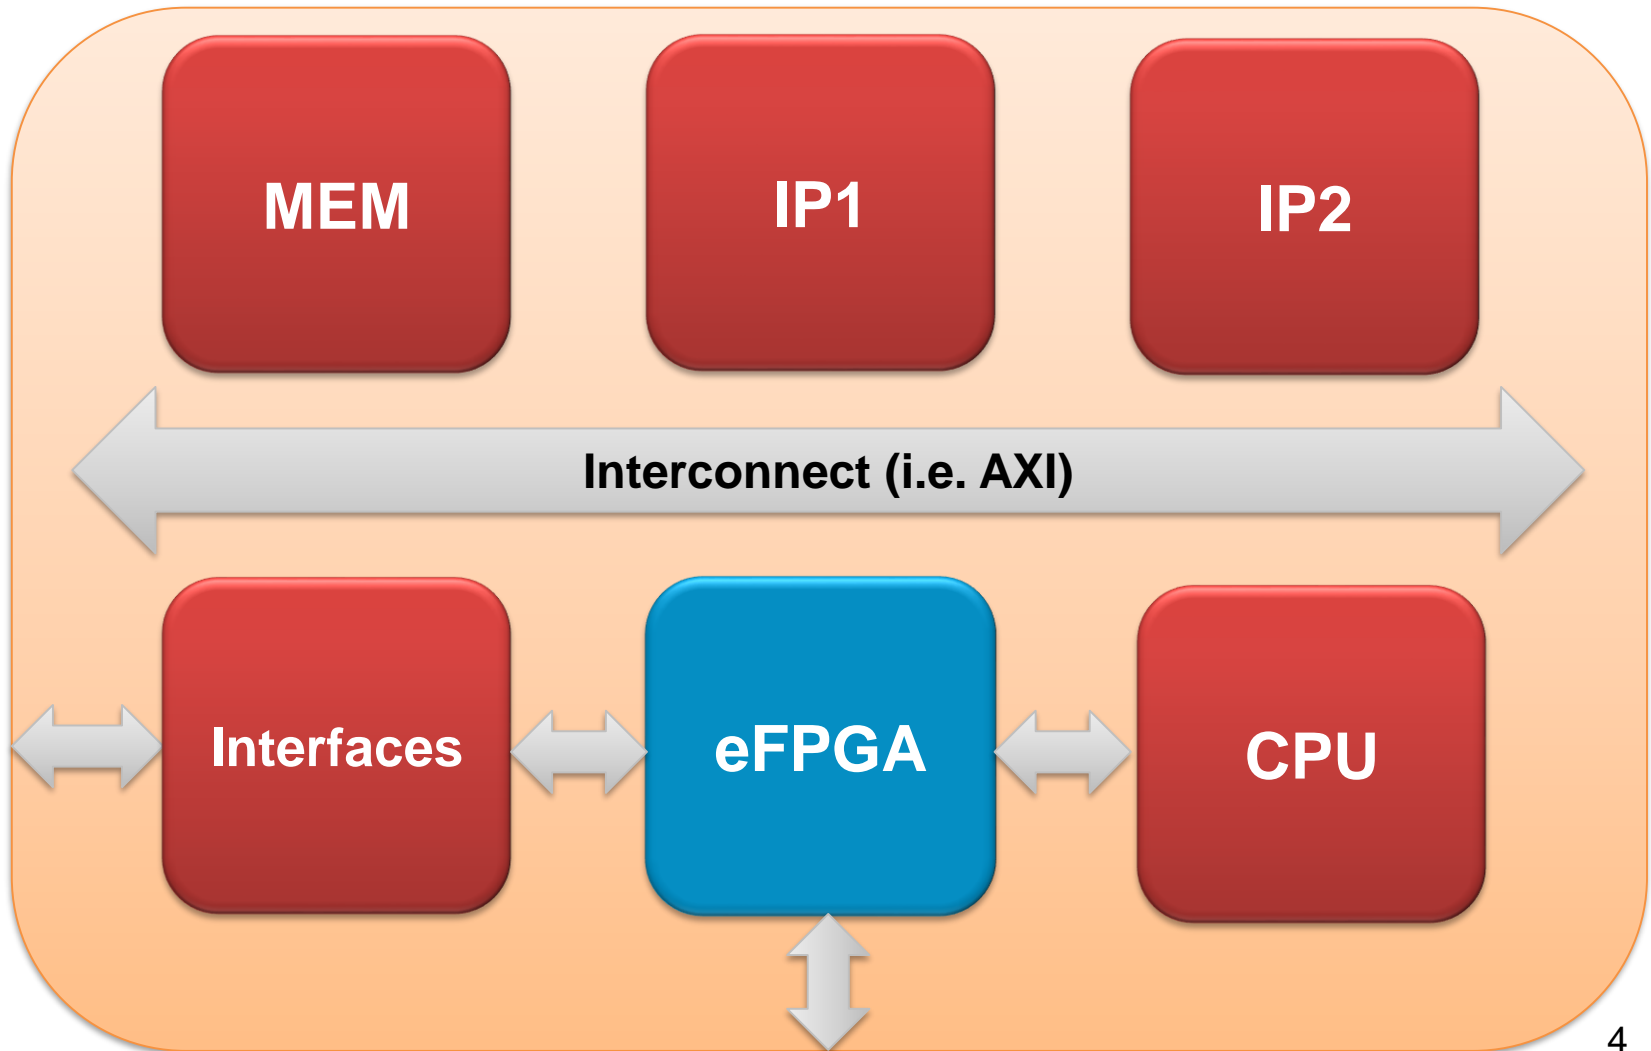 MEM
IP1
IP2
Interconnect (i.e. AXI)
Interfaces
eFPGA
CPU
4